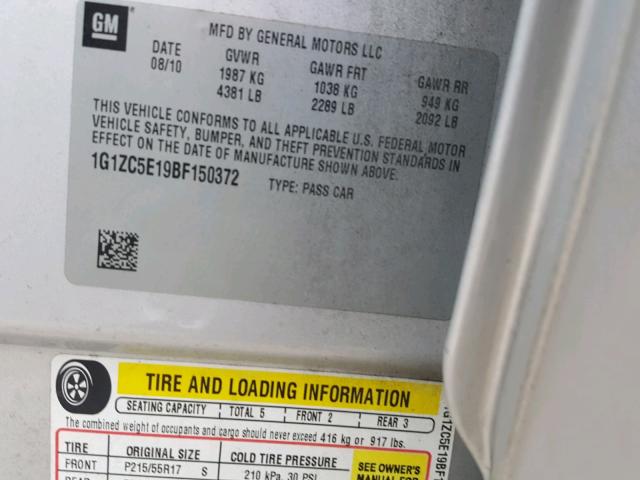 GM
MFD BY GENERAL MOTORS LLC
DATE GVWR GAWR FRT GAWR RR
08/10 1987 KG 1038 KG 949 KG
4381 LB 2289 LB 2092 LB
THIS VEHICLE CONFORMS TO ALL APPLICABLE U.S. FEDERAL MOTOR
VEHICLE SAFETY, BUMPER, AND THEFT PREVENTION STANDARDS IN
EFFECT ON THE DATE OF MANUFACTURE SHOWN ABOVE.
1G1ZC5E19BF150372 TYPE: PASS CAR
TIRE AND LOADING INFORMATION
SEATING CAPACITY TOTAL 5 FRONT 2 REAR 3
The combined weight of occupants and cargo should never exceed 416 kg or 917 lbs.
TIRE ORIGINAL SIZE COLD TIRE PRESSURE
FRONT P215/55R17 S 210 kPa, 30 PSI
SEE OWNER'S
MANUAL FOR
1G1ZC5E19BF1